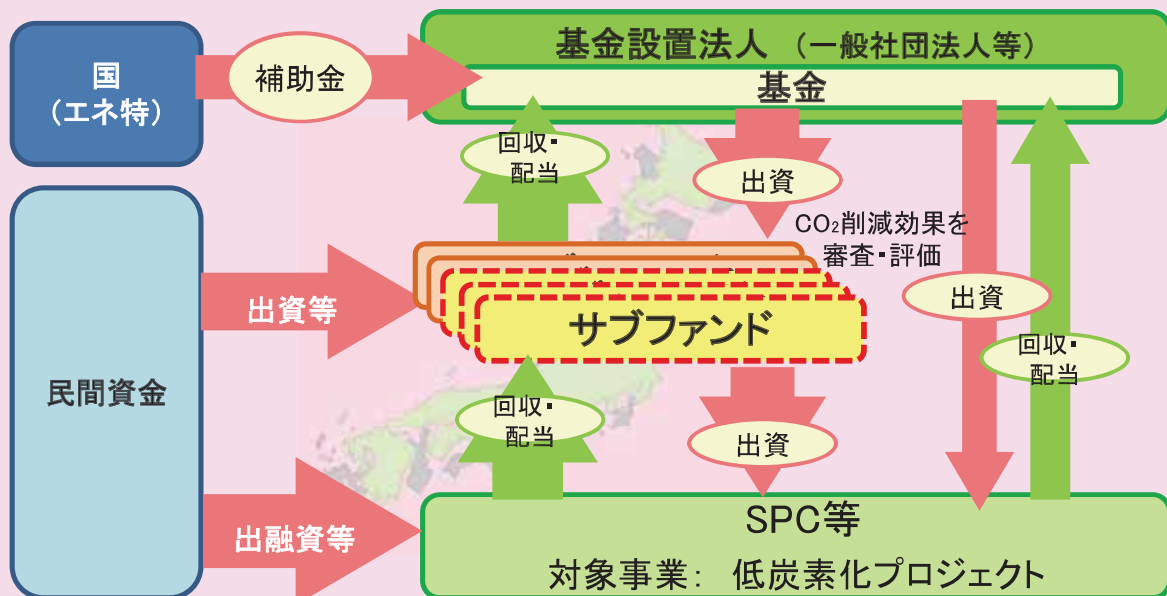 国
(エネ特)
補助金
基金設置法人 (一般社団法人等)
基金
回収・
配当
出資
CO₂削減効果を
審査・評価
出資等
サブファンド
出資
回収・
配当
民間資金
回収・
配当
出資
出融資等
SPC等
対象事業： 低炭素化プロジェクト